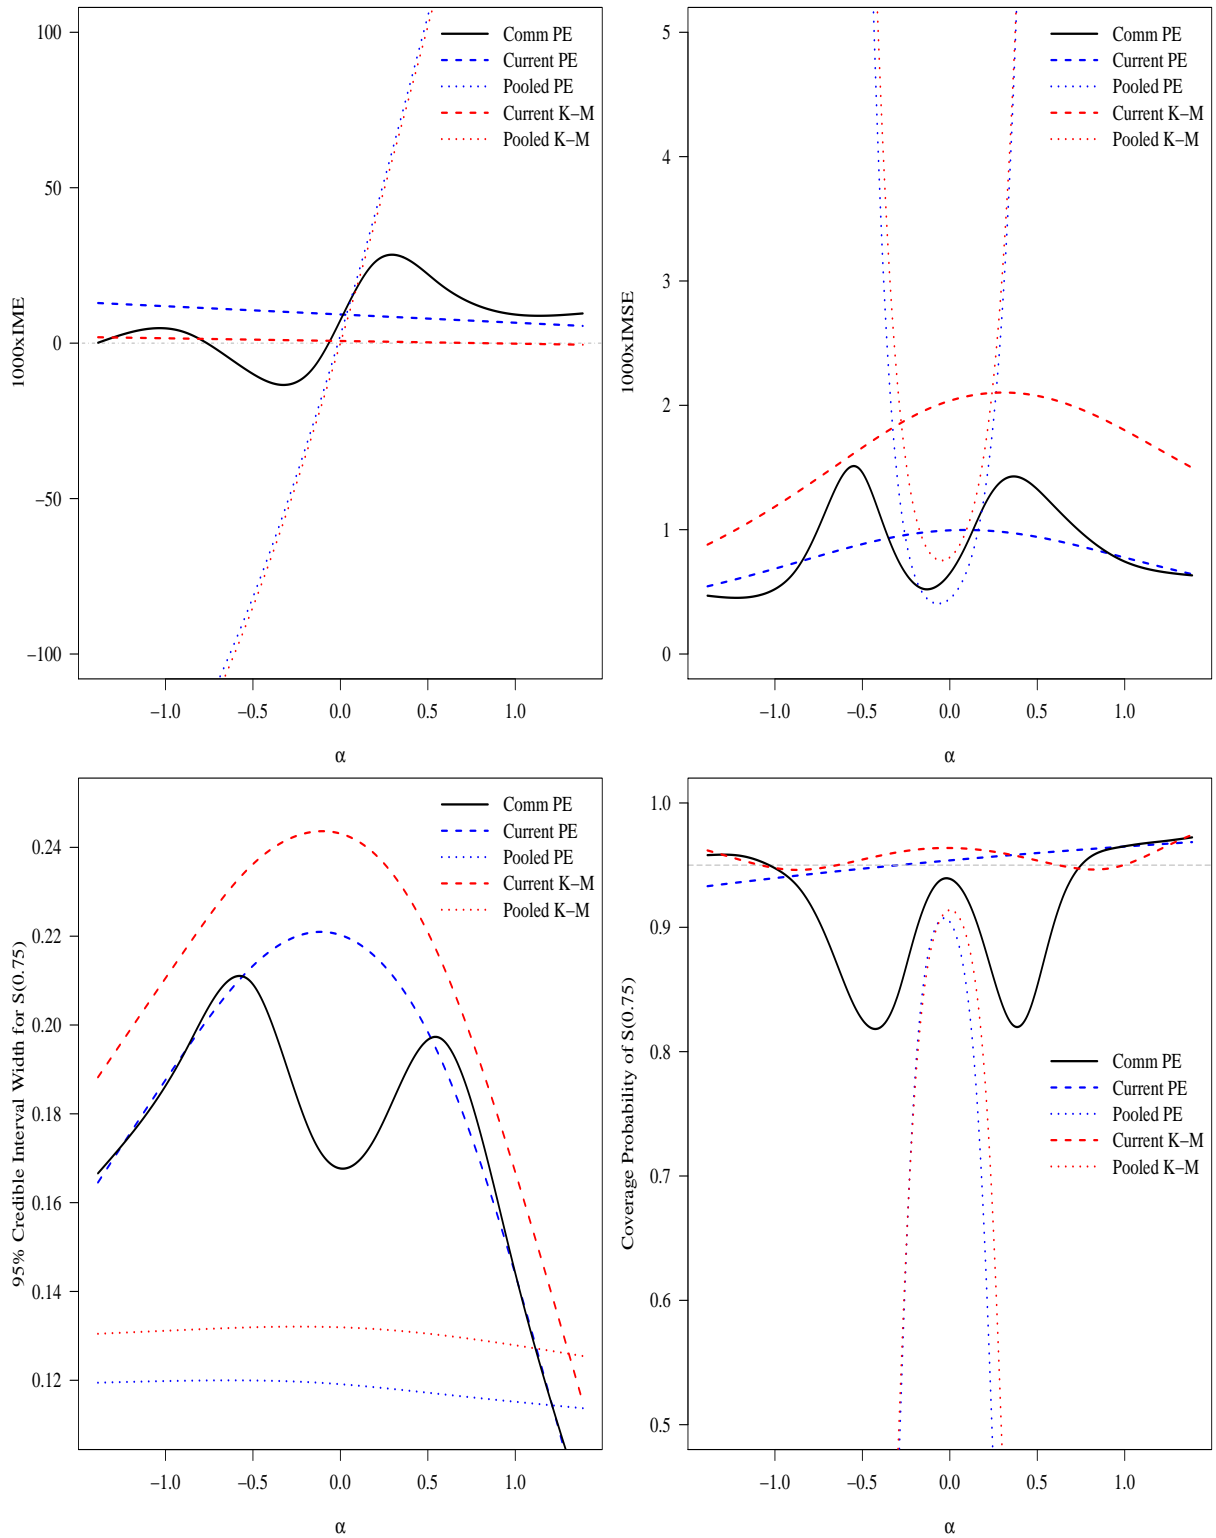 100
50
0
−50
−100
1000xIME
−1.0 −0.5 0.0 0.5 1.0
α
Comm PE
Current PE
Pooled PE
Current K−M
Pooled K−M
5
4
3
2
1
0
1000xIMSE
−1.0 −0.5 0.0 0.5 1.0
α
Comm PE
Current PE
Pooled PE
Current K−M
Pooled K−M
0.24
0.22
0.20
0.18
0.16
0.14
0.12
95% Credible Interval Width for S(0.75)
−1.0 −0.5 0.0 0.5 1.0
α
Comm PE
Current PE
Pooled PE
Current K−M
Pooled K−M
1.0
0.9
0.8
0.7
0.6
0.5
Coverage Probability of S(0.75)
−1.0 −0.5 0.0 0.5 1.0
α
Comm PE
Current PE
Pooled PE
Current K−M
Pooled K−M